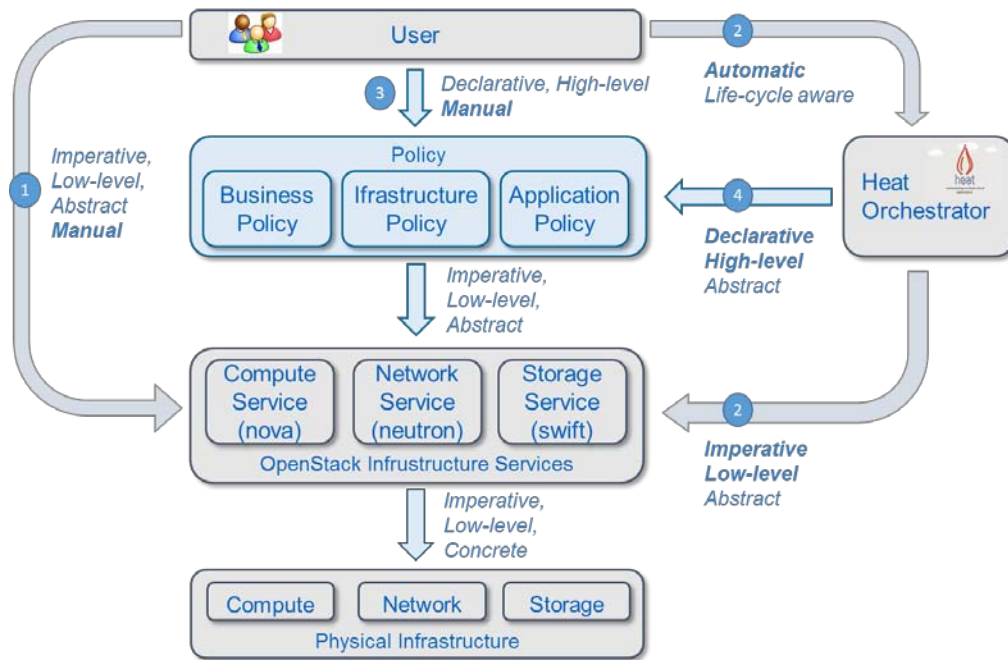 User
2
Automatic
Life-cycle aware
3
Declarative, High-level
Manual
1
Imperative,
Low-level,
Abstract
Manual
Policy
Business
Policy
Ifrastructure
Policy
Application
Policy
4
Declarative
High-level
Abstract
heat
Heat
Orchestrator
Imperative,
Low-level,
Abstract
Compute
Service
(nova)
Network
Service
(neutron)
Storage
Service
(swift)
OpenStack Infrustructure Services
2
Imperative
Low-level
Abstract
Imperative,
Low-level,
Concrete
Compute
Network
Storage
Physical Infrastructure